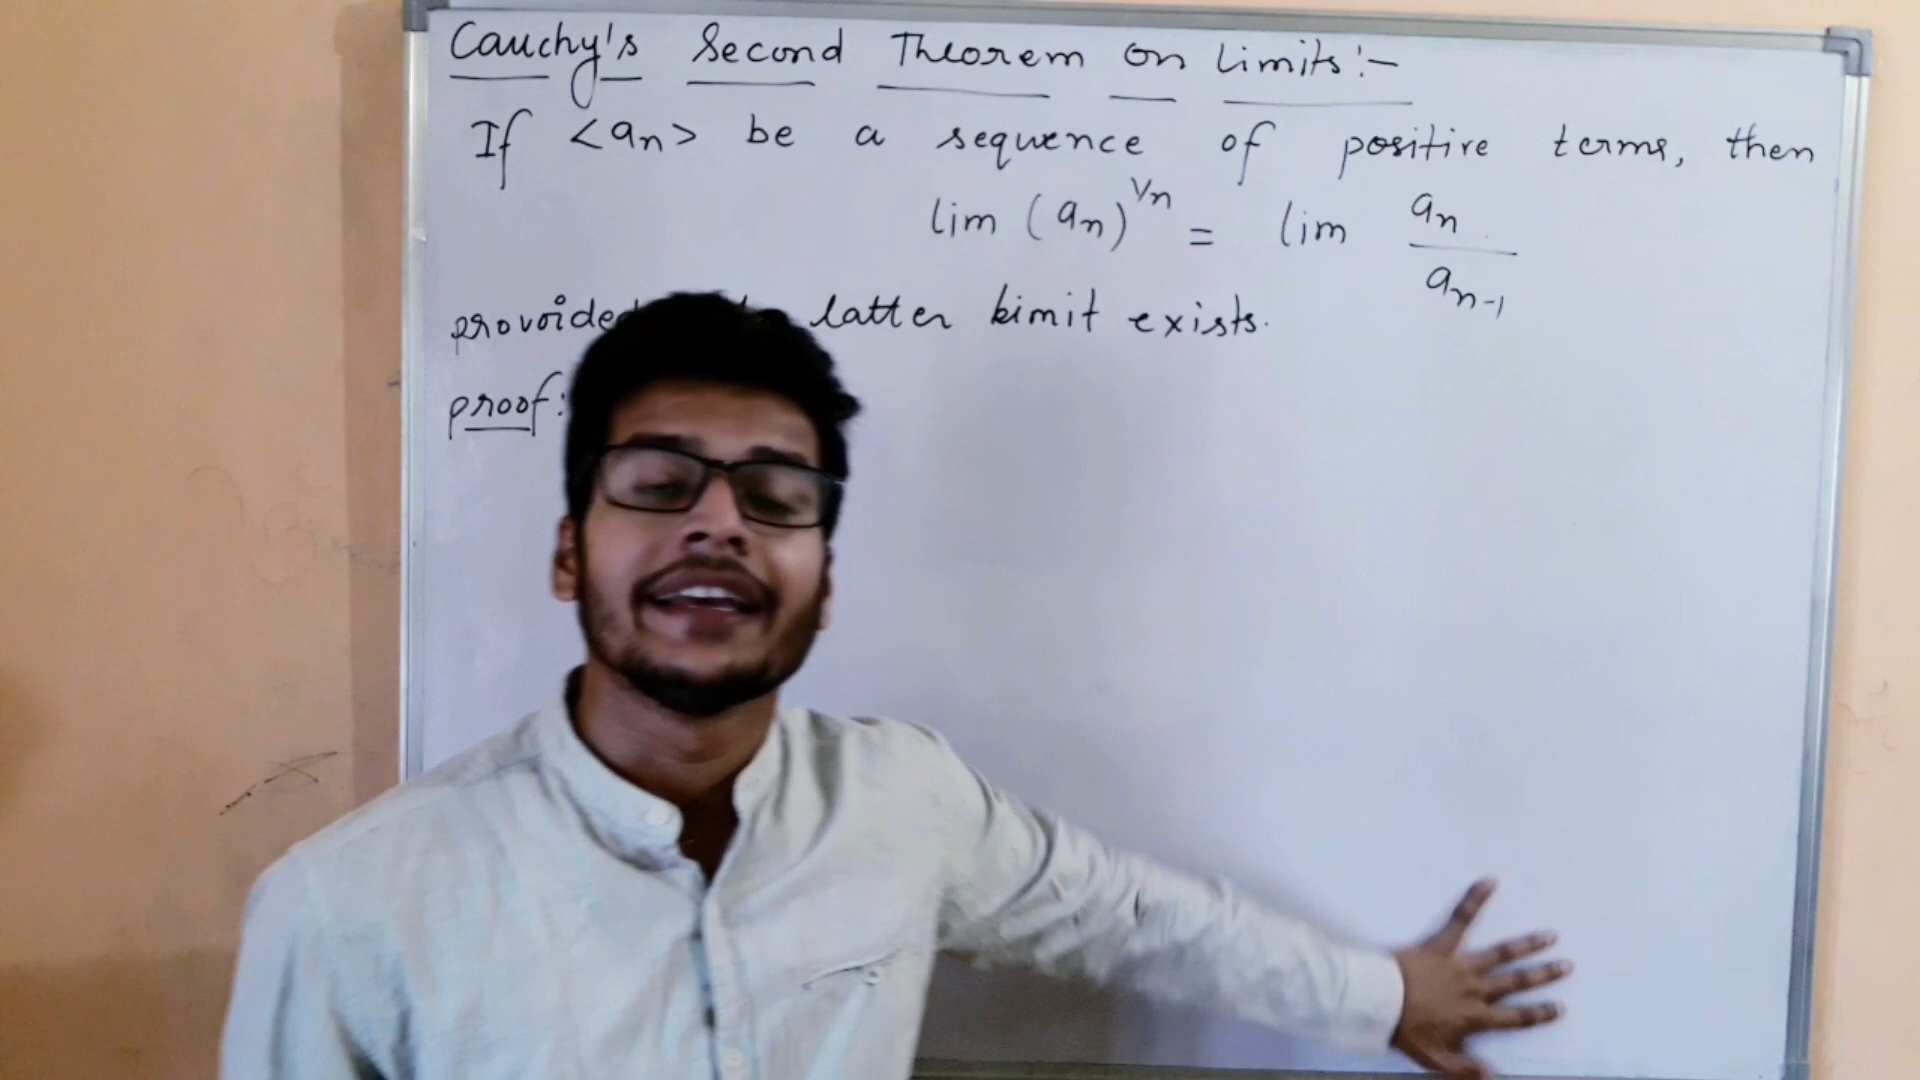 Cauchy's Second Theorem on Limits:-
If <an> be a sequence of positive terms, then
lim (an)^1/n = lim an / an-1
provoided latter limit exists.
proof: